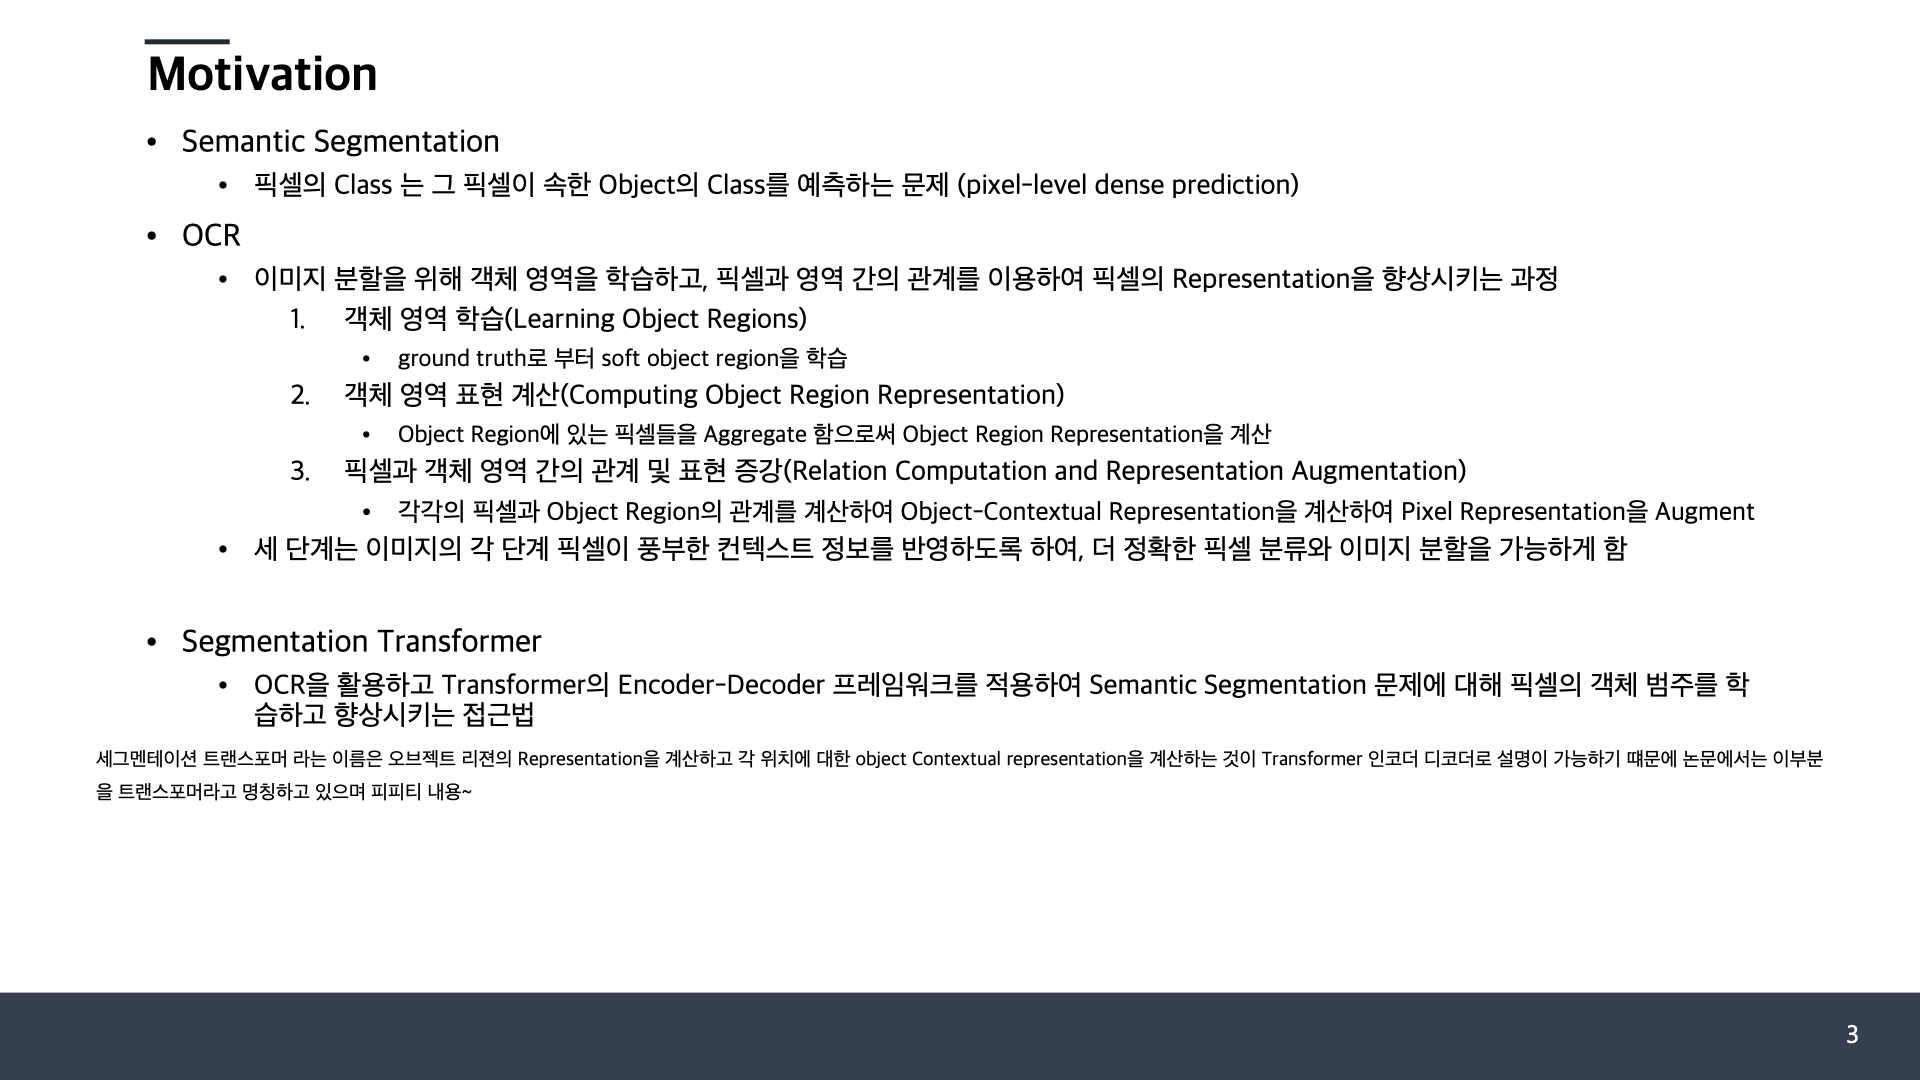 Motivation
• Semantic Segmentation
• 픽셀의 Class 는 그 픽셀이 속한 Object의 Class를 예측하는 문제 (pixel-level dense prediction)
• OCR
• 이미지 분할을 위해 객체 영역을 학습하고, 픽셀과 영역 간의 관계를 이용하여 픽셀의 Representation을 향상시키는 과정
1. 객체 영역 학습(Learning Object Regions)
• ground truth로 부터 soft object region을 학습
2. 객체 영역 표현 계산(Computing Object Region Representation)
• Object Region에 있는 픽셀들을 Aggregate 함으로써 Object Region Representation을 계산
3. 픽셀과 객체 영역 간의 관계 및 표현 증강(Relation Computation and Representation Augmentation)
• 각각의 픽셀과 Object Region의 관계를 계산하여 Object-Contextual Representation을 계산하여 Pixel Representation을 Augment
• 세 단계는 이미지의 각 단계 픽셀이 풍부한 컨텍스트 정보를 반영하도록 하여, 더 정확한 픽셀 분류와 이미지 분할을 가능하게 함
• Segmentation Transformer
• OCR을 활용하고 Transformer의 Encoder-Decoder 프레임워크를 적용하여 Semantic Segmentation 문제에 대해 픽셀의 객체 범주를 학
습하고 향상시키는 접근법
세그멘테이션 트랜스포머 라는 이름은 오브젝트 리젼의 Representation을 계산하고 각 위치에 대한 object Contextual representation을 계산하는 것이 Transformer 인코더 디코더로 설명이 가능하기 떄문에 논문에서는 이부분
을 트랜스포머라고 명칭하고 있으며 피피티 내용~
3